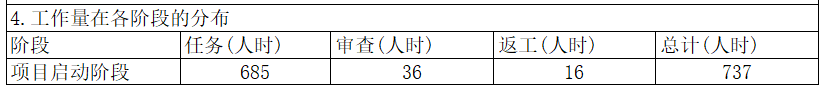 4.工作量在各阶段的分布
阶段 任务(人时) 审查(人时) 返工(人时) 总计(人时)
项目启动阶段 685 36 16 737